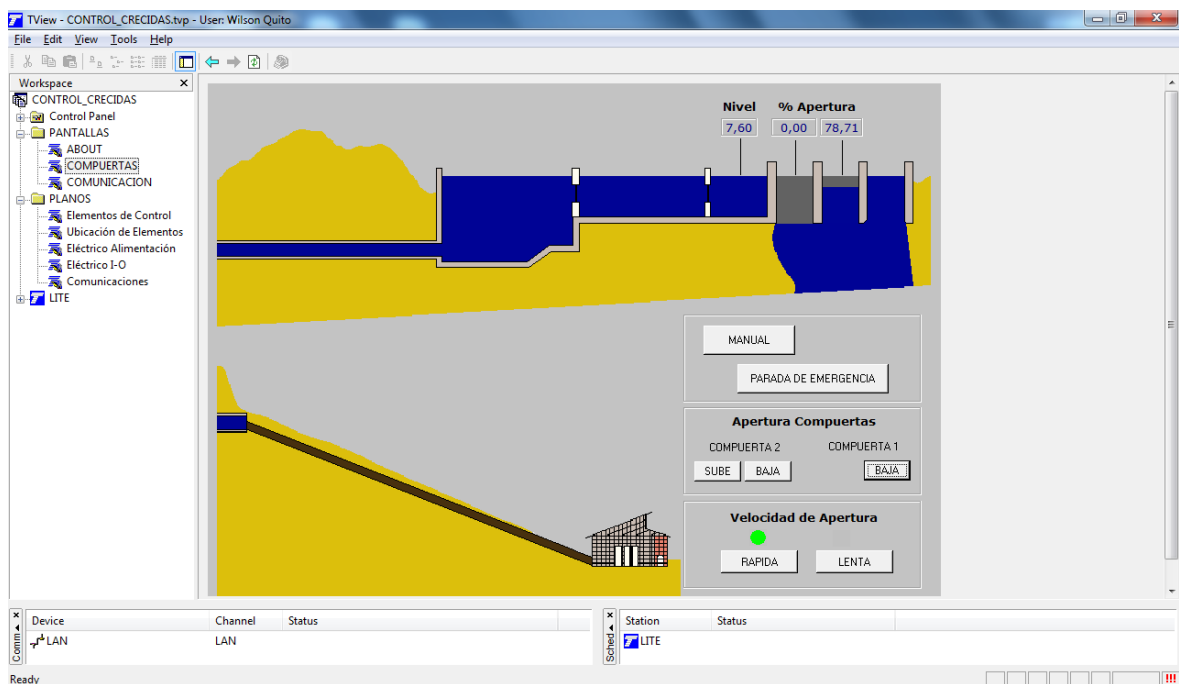 TView - CONTROL_CRECIDAS.tvp - User: Wilson Quito
File Edit View Tools Help
Workspace
CONTROL_CRECIDAS
Control Panel
PANTALLAS
ABOUT
COMPUERTAS
COMUNICACION
PLANOS
Elementos de Control
Ubicación de Elementos
Eléctrico Alimentación
Eléctrico I-O
Comunicaciones
LITE
Nivel % Apertura
7,60 0,00 78,71
MANUAL
PARADA DE EMERGENCIA
Apertura Compuertas
COMPUERTA 2 COMPUERTA 1
SUBE BAJA BAJA
Velocidad de Apertura
RAPIDA LENTA
Comm
Device Channel Status
LAN LAN
Sched
Station Status
LITE
Ready !!!